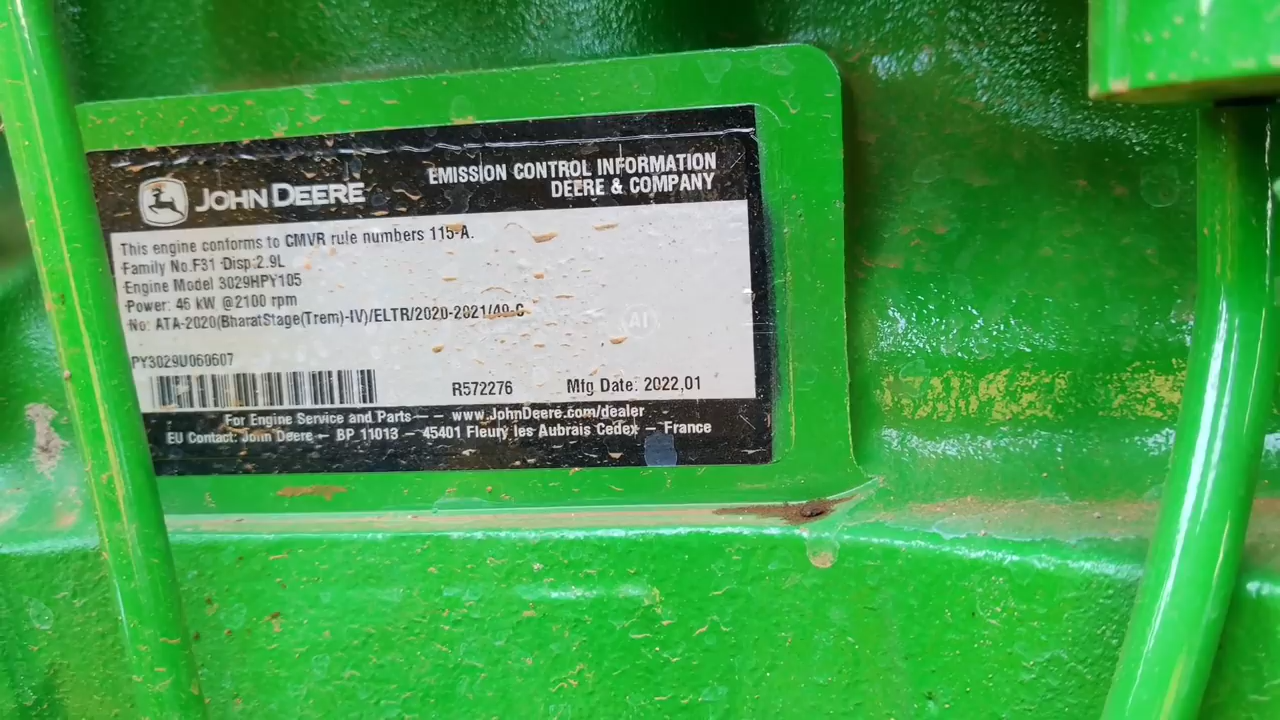 JOHN DEERE
EMISSION CONTROL INFORMATION
DEERE & COMPANY
This engine conforms to CMVR rule numbers 115-A.
Family No.F31 Disp:2.9L
Engine Model 3029HPY105
Power: 46 kW @2100 rpm
No: ATA-2020(BharatStage(Trem)-IV)/ELTR/2020-2021/40-C
AT
PY3029U060607
R572276 Mfg Date: 2022.01
For Engine Service and Parts— — www.JohnDeere.com/dealer
EU Contact: John Deere — BP 11013 — 45401 Fleury les Aubrais Cedex — France